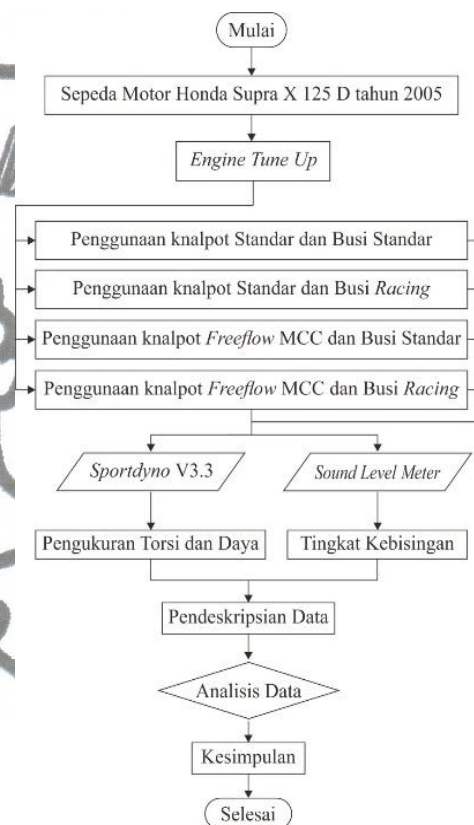 Mulai
Sepeda Motor Honda Supra X 125 D tahun 2005
Engine Tune Up
Penggunaan knalpot Standar dan Busi Standar
Penggunaan knalpot Standar dan Busi Racing
Penggunaan knalpot Freeflow MCC dan Busi Standar
Penggunaan knalpot Freeflow MCC dan Busi Racing
Sportdyno V3.3
Sound Level Meter
Pengukuran Torsi dan Daya
Tingkat Kebisingan
Pendeskripsian Data
Analisis Data
Kesimpulan
Selesai